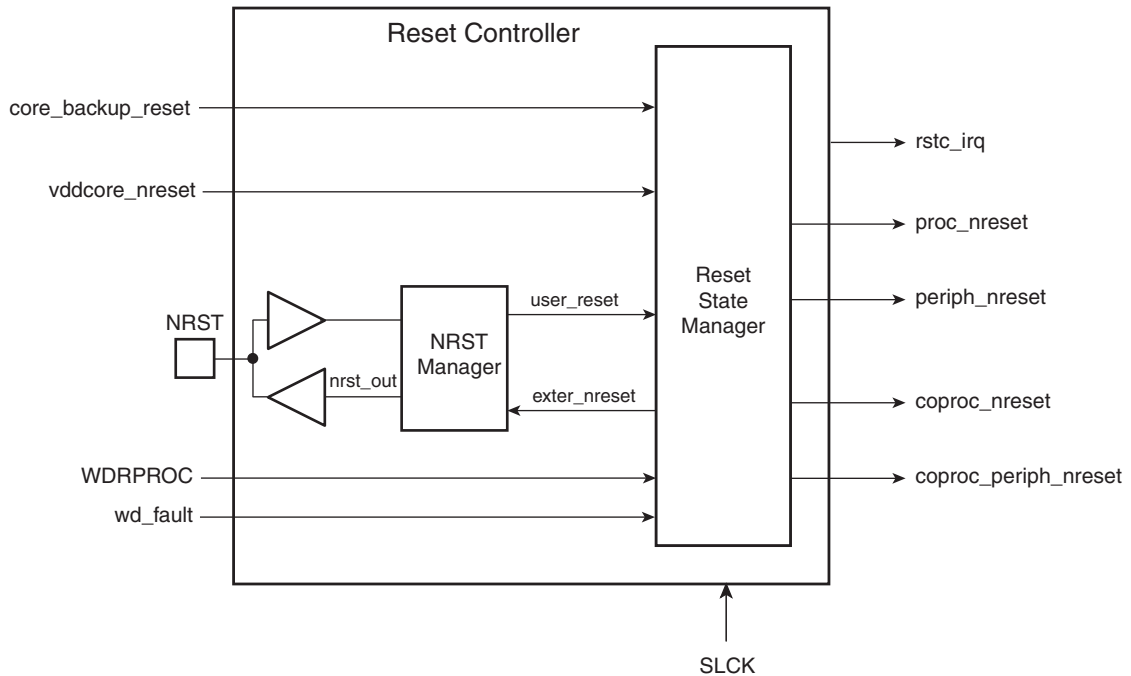 Reset Controller
core_backup_reset
rstc_irq
vddcore_nreset
proc_nreset
Reset
State
Manager
periph_nreset
NRST
user_reset
NRST
Manager
nrst_out
exter_nreset
coproc_nreset
WDRPROC
coproc_periph_nreset
wd_fault
SLCK